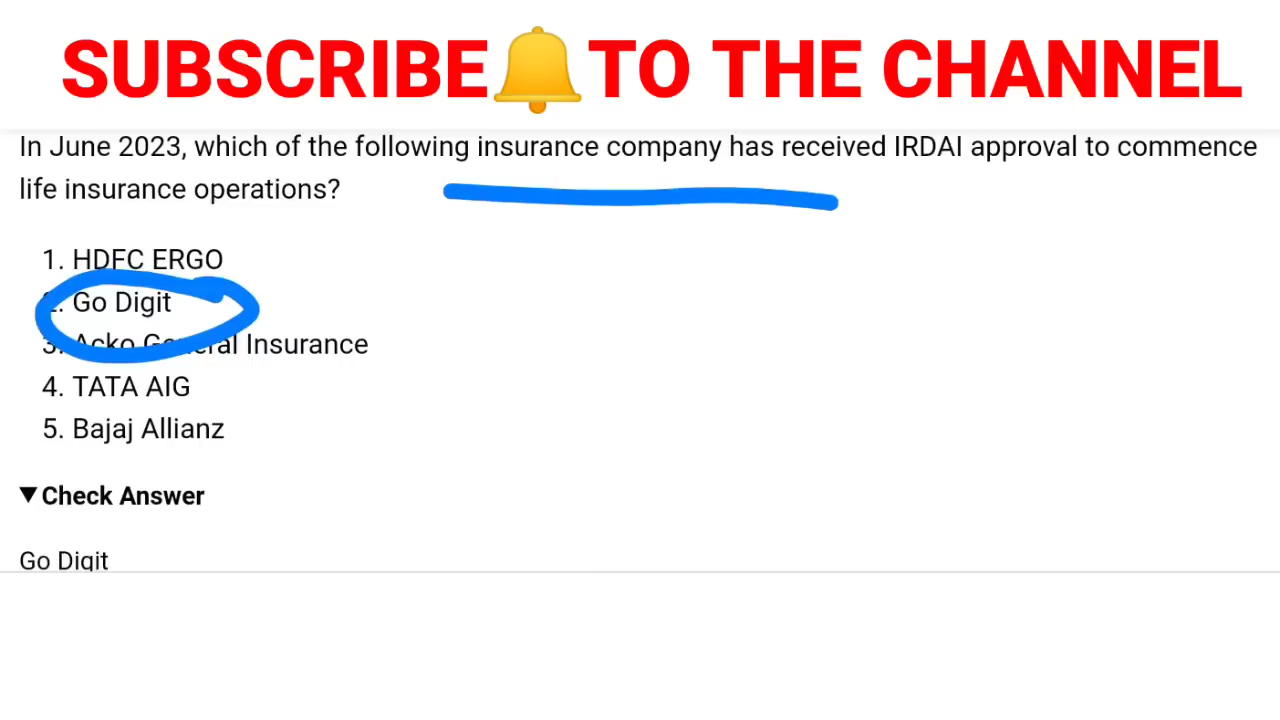 SUBSCRIBE🔔TO THE CHANNEL
In June 2023, which of the following insurance company has received IRDAI approval to commence
life insurance operations?
1. HDFC ERGO
2. Go Digit
3. Acko General Insurance
4. TATA AIG
5. Bajaj Allianz
▼ Check Answer
Go Digit